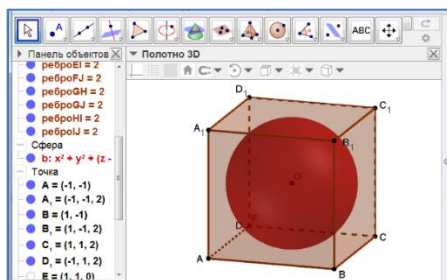 ABC
Панель объектов
Полотно 3D
реброEI = 2
реброFJ = 2
реброGH = 2
реброGJ = 2
реброHI = 2
реброIJ = 2
Сфера
b: x² + y² + (z -
Точка
A = (-1, -1)
A₁ = (-1, -1, 2)
B = (1, -1)
B₁ = (1, -1, 2)
C₁ = (1, 1, 2)
D₁ = (-1, 1, 2)
E = (1, 1, 0)
D₁
C₁
A₁
B₁
O
D
F
C
A
B